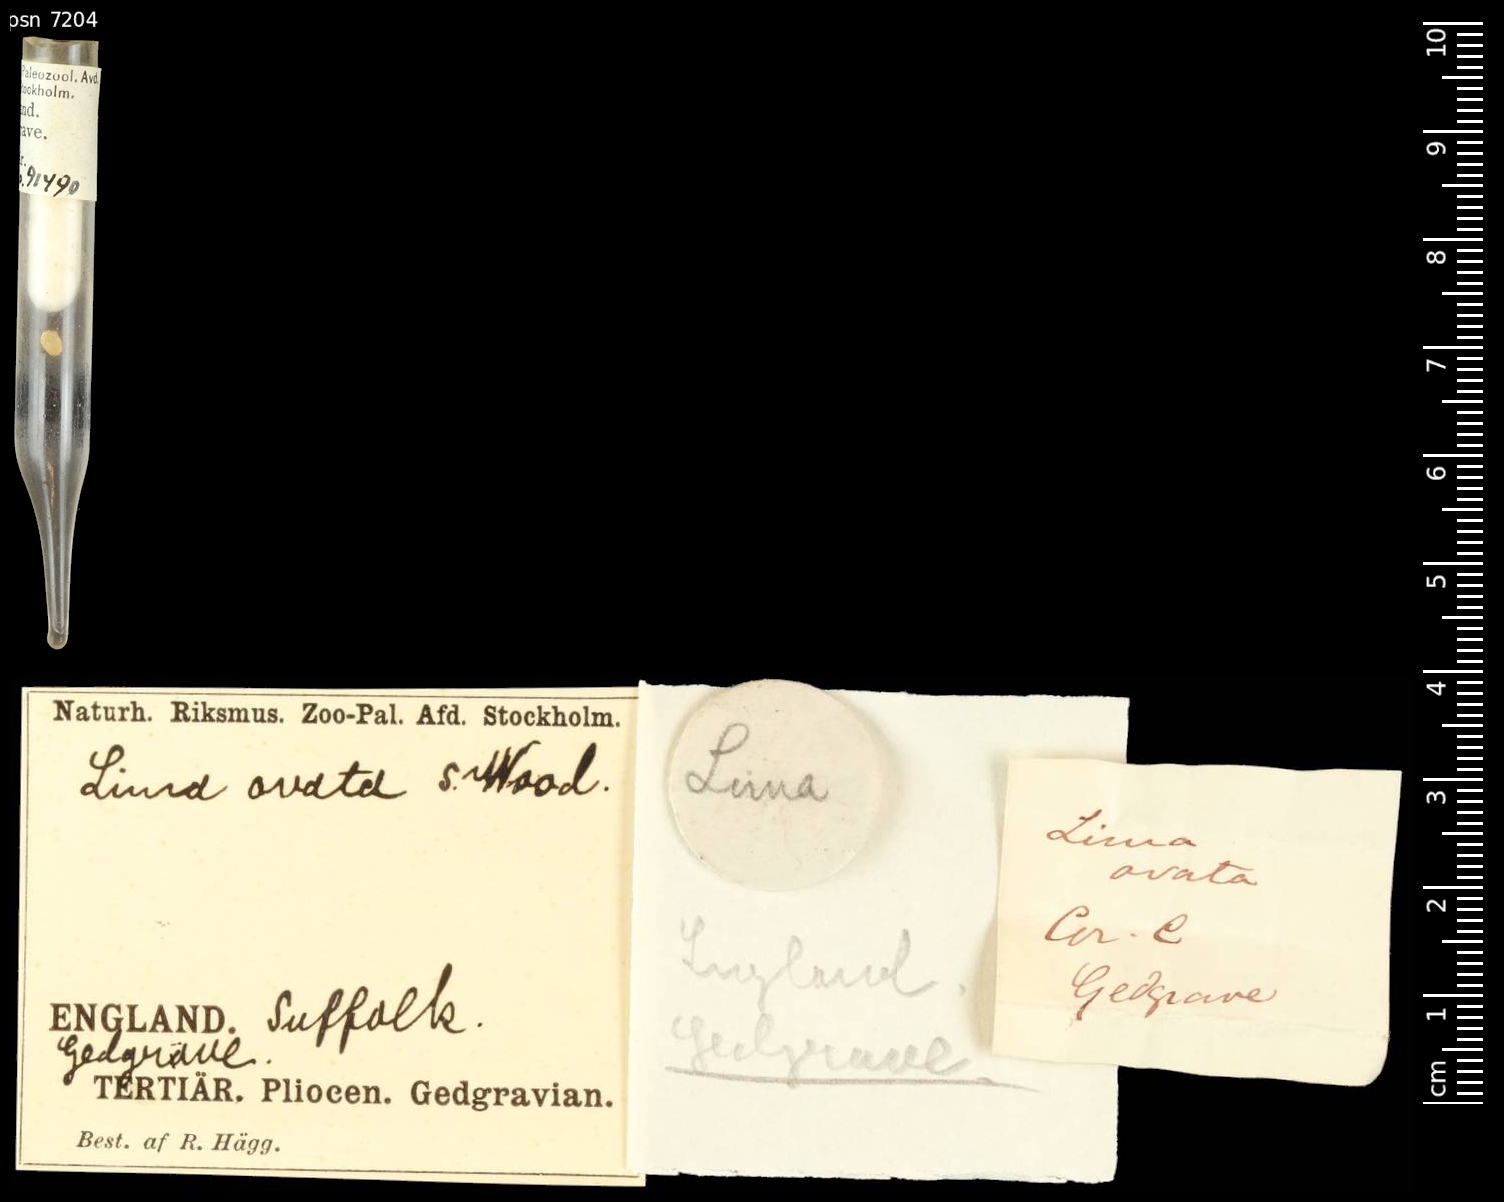 psn 7204
Paleozool. Avd.
ockholm.
nd.
ave.
r.
o.91490
Naturh. Riksmus. Zoo-Pal. Afd. Stockholm.
Lima ovata S. Wood.
ENGLAND. Suffolk.
Gedgrave.
TERTIÄR. Pliocen. Gedgravian.
Best. af R. Hägg.
Lima
England.
Gedgrave.
Lima
ovata
Cor. C
Gedgrave
10
9
8
7
6
5
4
3
2
1
cm